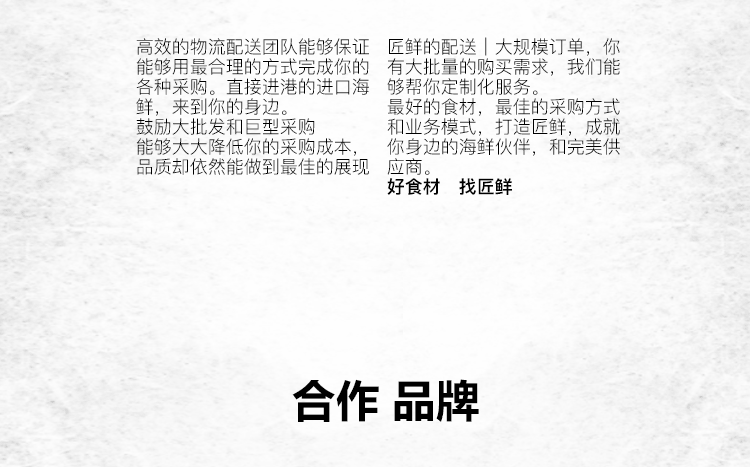 高效的物流配送团队能够保证
能够用最合理的方式完成你的
各种采购。直接进港的进口海
鲜，来到你的身边。
鼓励大批发和巨型采购
能够大大降低你的采购成本，
品质却依然能做到最佳的展现
匠鲜的配送｜大规模订单，你
有大批量的购买需求，我们能
够帮你定制化服务。
最好的食材，最佳的采购方式
和业务模式，打造匠鲜，成就
你身边的海鲜伙伴，和完美供
应商。
好食材　找匠鲜
合作 品牌